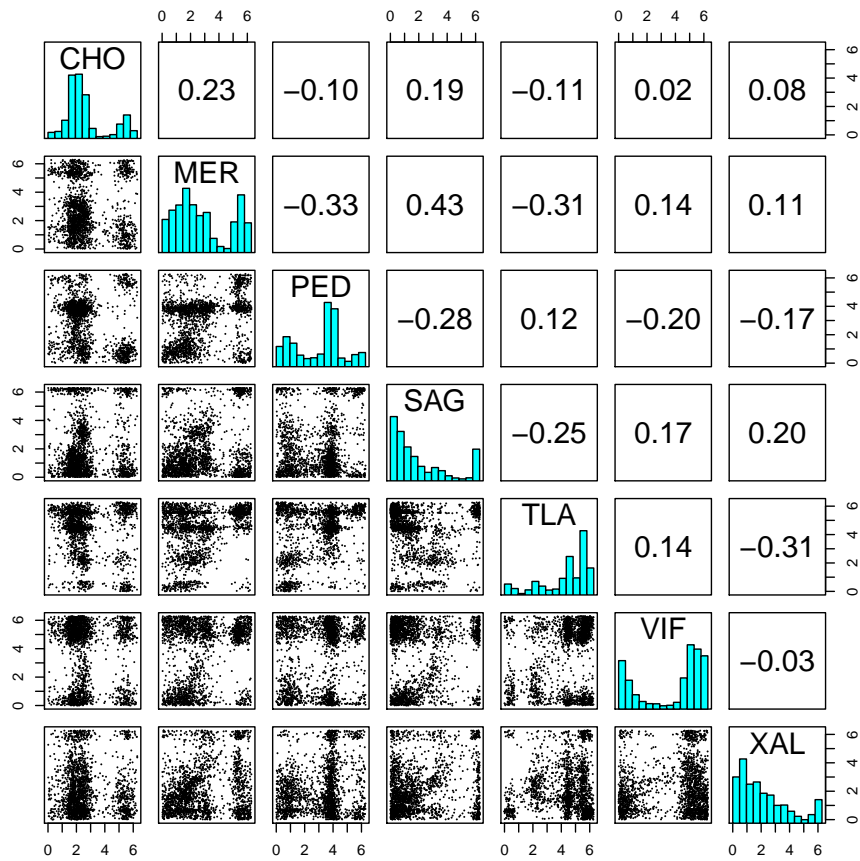 0 2 4 6 0 2 4 6 0 2 4 6
CHO 0.23 −0.10 0.19 −0.11 0.02 0.08 0 2 4 6
0 2 4 6 MER −0.33 0.43 −0.31 0.14 0.11
PED −0.28 0.12 −0.20 −0.17 0 2 4 6
0 2 4 6 SAG −0.25 0.17 0.20
TLA 0.14 −0.31 0 2 4 6
0 2 4 6 VIF −0.03
XAL 0 2 4 6
0 2 4 6 0 2 4 6 0 2 4 6 0 2 4 6